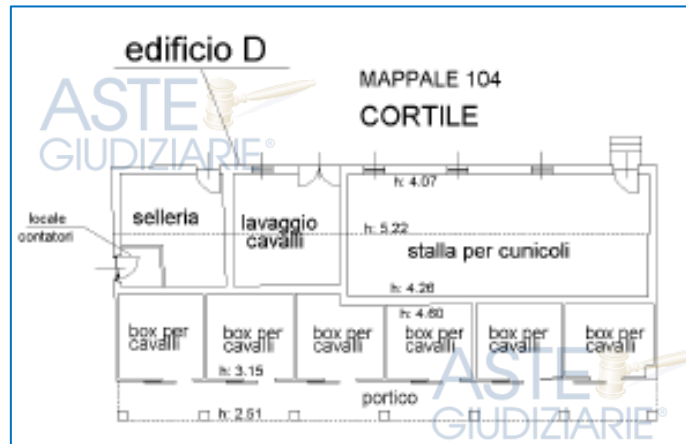 edificio D
MAPPALE 104
CORTILE
ASTE
GIUDIZIARIE®
h: 4.07
selleria
lavaggio
cavalli
h: 5.22
stalla per cunicoli
locale
contatori
h: 4.26
h: 4.60
box per
cavalli
box per
cavalli
box per
cavalli
box per
cavalli
box per
cavalli
box per
cavalli
h: 3.15
portico
h: 2.51
ASTE
GIUDIZIARIE®